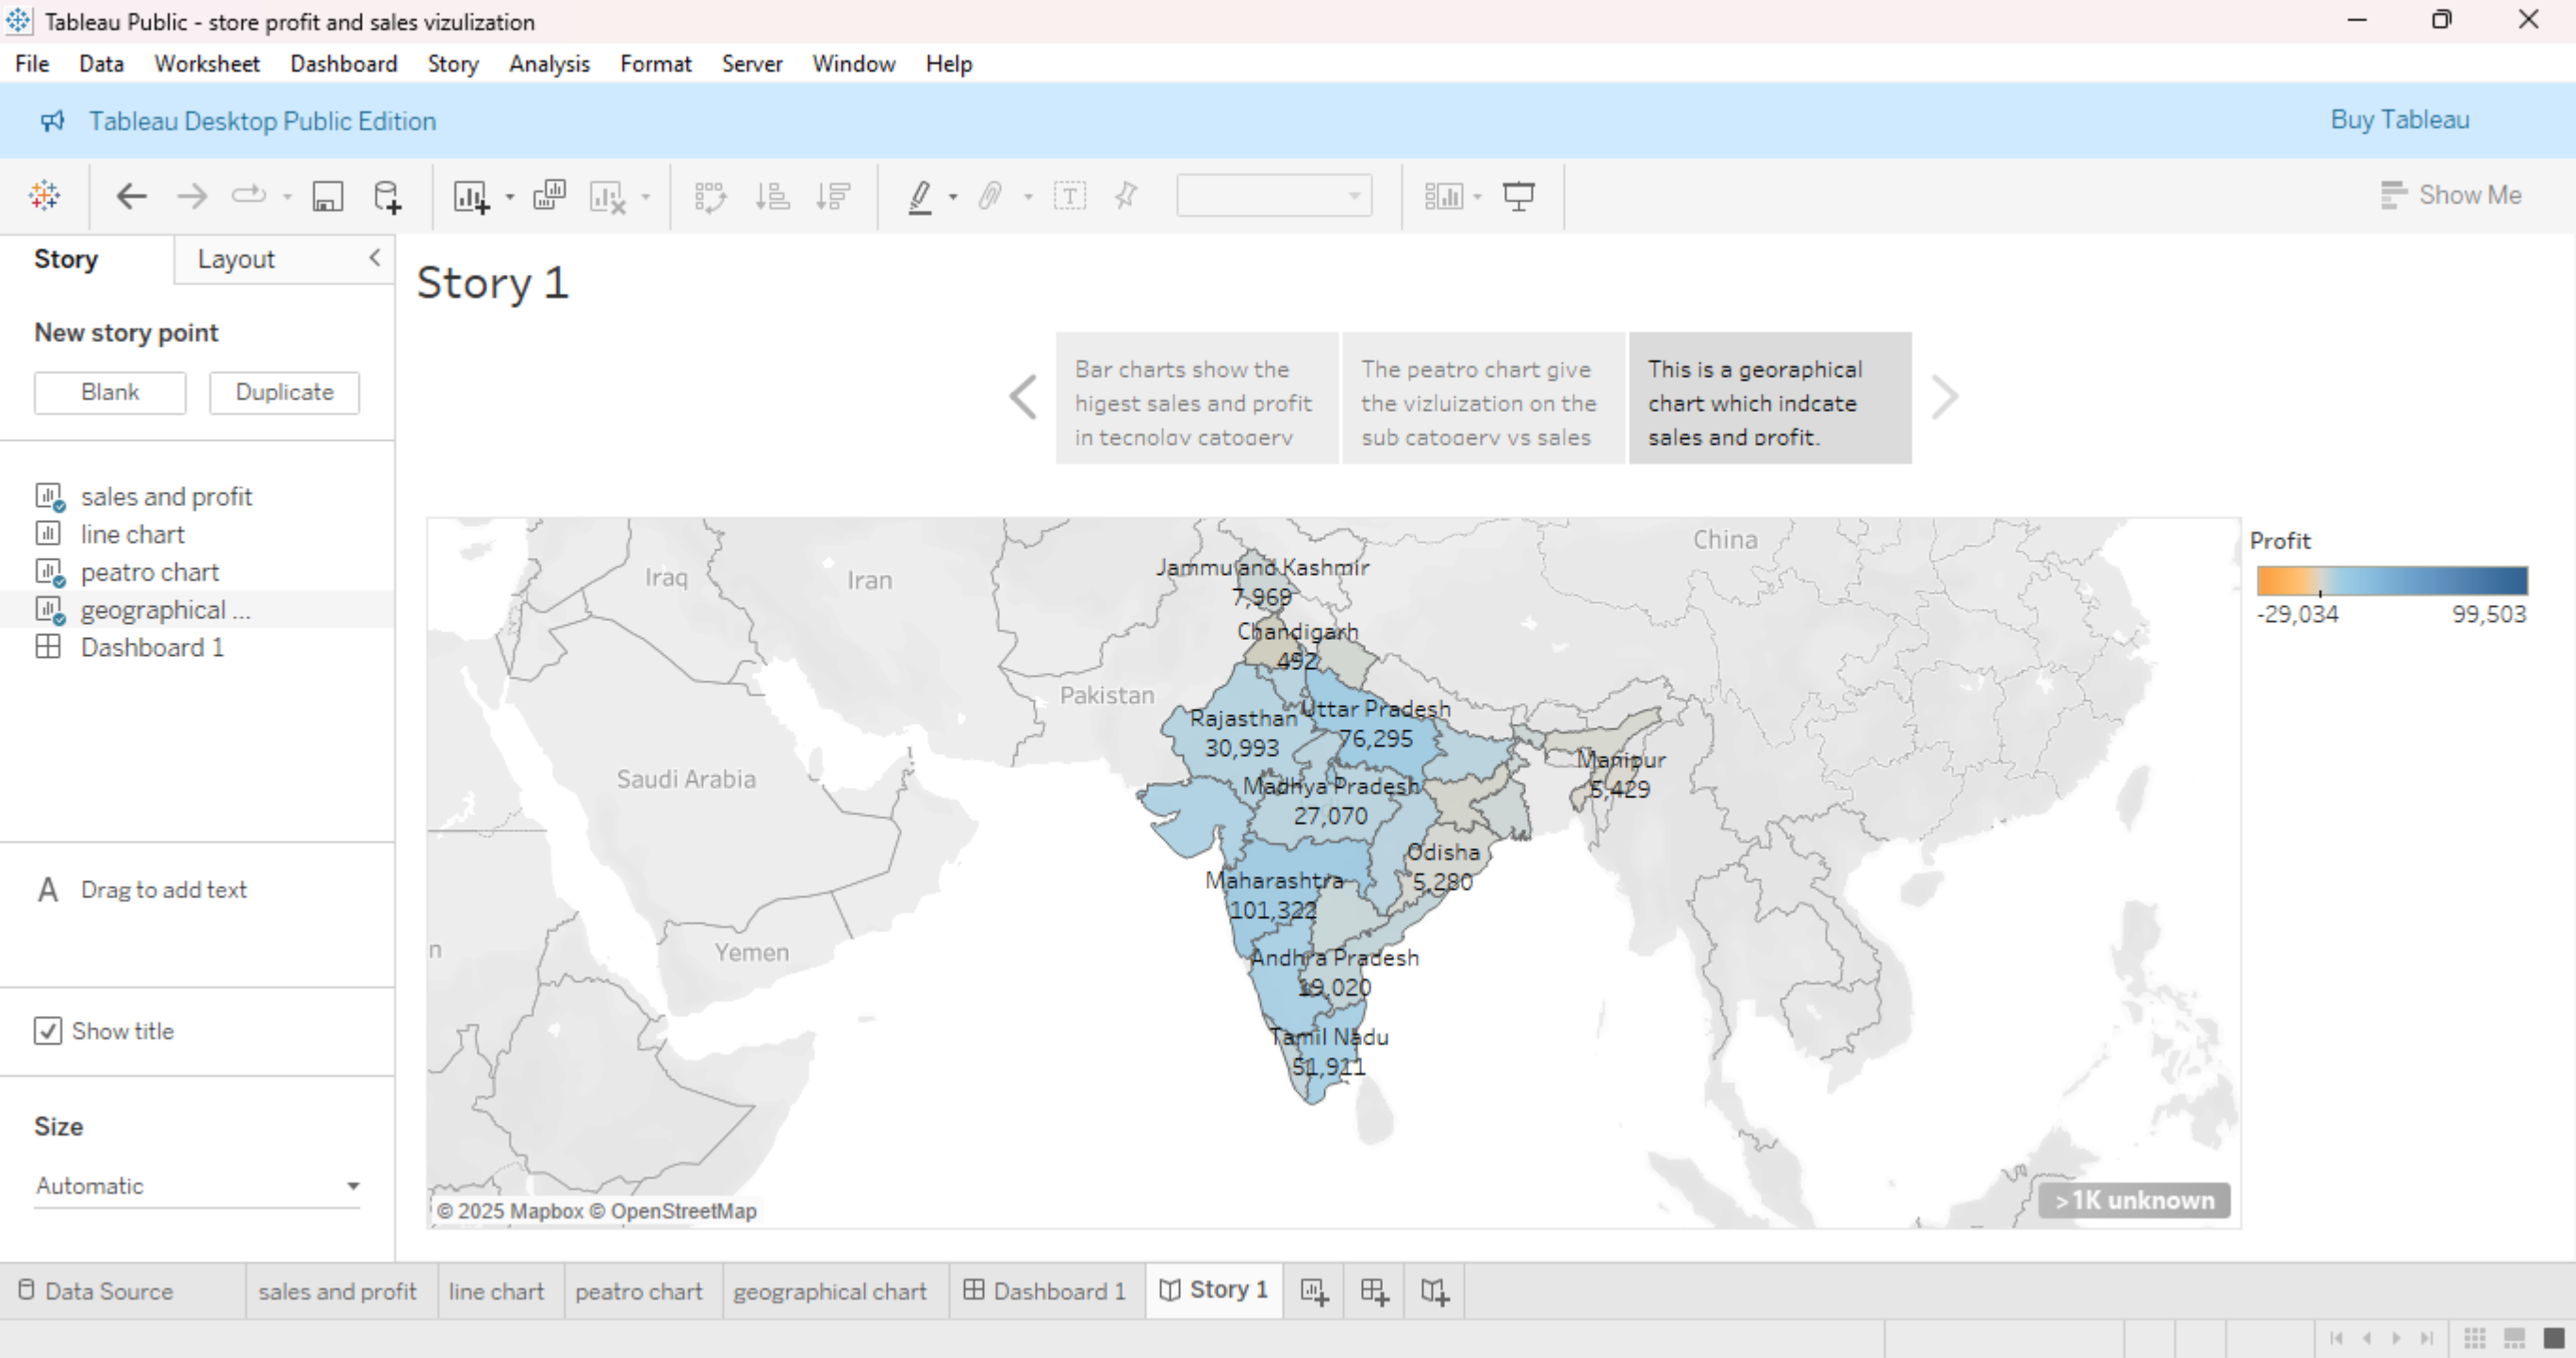 Tableau Public - store profit and sales vizulization
File Data Worksheet Dashboard Story Analysis Format Server Window Help
Tableau Desktop Public Edition
Buy Tableau
Show Me
Story Layout
New story point
Blank Duplicate
sales and profit
line chart
peatro chart
geographical ...
Dashboard 1
A Drag to add text
Show title
Size
Automatic
Story 1
Bar charts show the
higest sales and profit
in tecnology catogery
The peatro chart give
the vizluization on the
sub catogery vs sales
This is a georaphical
chart which indcate
sales and profit.
Iraq
Iran
China
Pakistan
Saudi Arabia
Yemen
n
Jammu and Kashmir
7,969
Chandigarh
492
Rajasthan
30,993
Uttar Pradesh
76,295
Madhya Pradesh
27,070
Manipur
5,429
Odisha
5,280
Maharashtra
101,322
Andhra Pradesh
19,020
Tamil Nadu
51,911
© 2025 Mapbox © OpenStreetMap
>1K unknown
Profit
-29,034 99,503
Data Source sales and profit line chart peatro chart geographical chart Dashboard 1 Story 1